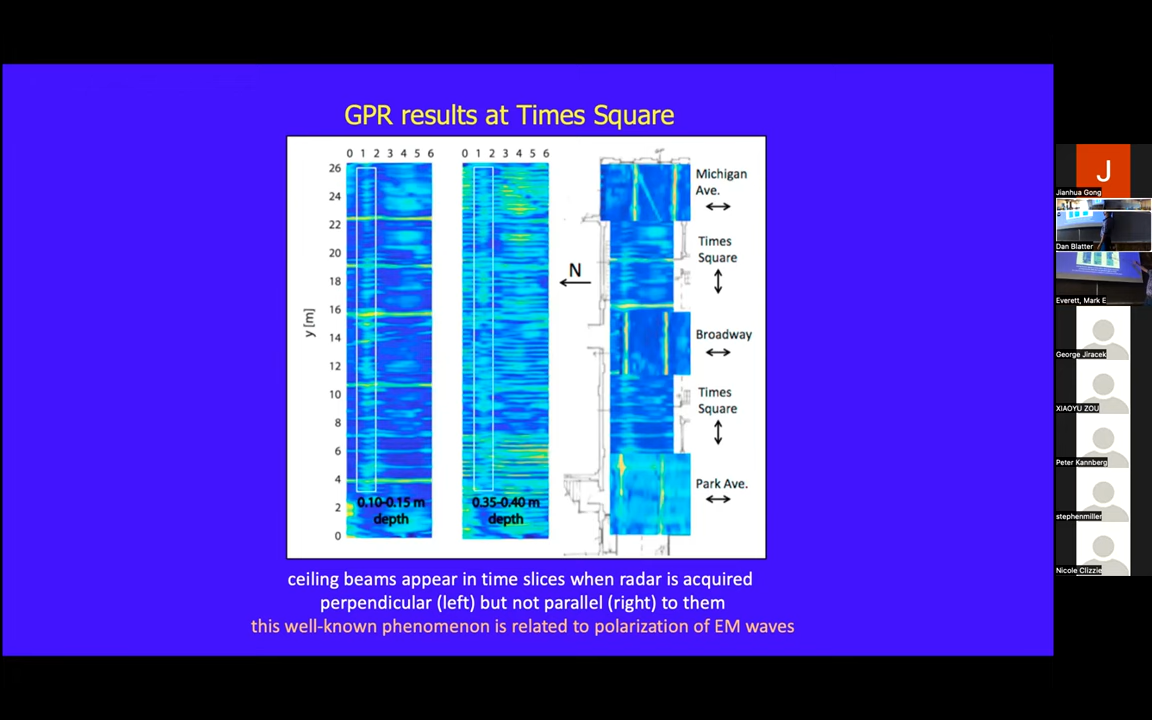 GPR results at Times Square
0 1 2 3 4 5 6
0 1 2 3 4 5 6
26
24
22
20
18
16
14
12
10
8
6
4
2
0
y [m]
0.10-0.15 m
depth
0.35-0.40 m
depth
N
Michigan
Ave.
Times
Square
Broadway
Times
Square
Park Ave.
ceiling beams appear in time slices when radar is acquired
perpendicular (left) but not parallel (right) to them
this well-known phenomenon is related to polarization of EM waves
J
Jianhua Gong
Dan Blatter
Everett, Mark E
George Jiracek
XIAOYU ZOU
Peter Kannberg
stephenmiller
Nicole Clizzie